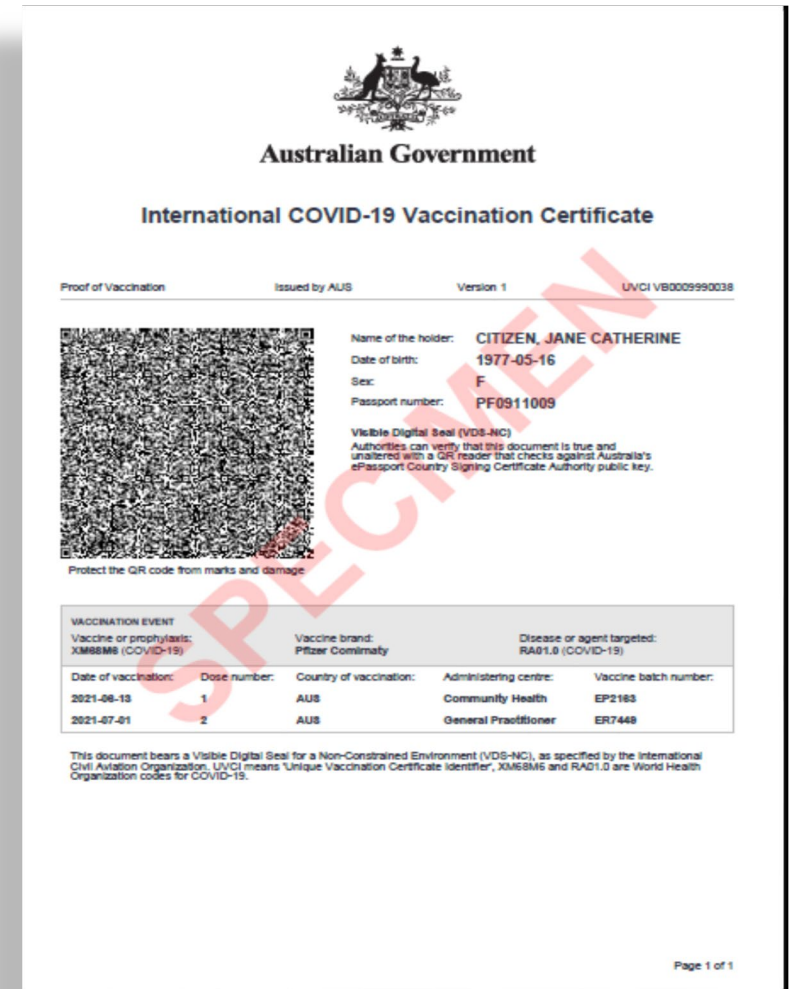 Australian Government
International COVID-19 Vaccination Certificate
Proof of Vaccination Issued by AUS Version 1 UVCI VB0009990038
Name of the holder: CITIZEN, JANE CATHERINE
Date of birth: 1977-05-16
Sex: F
Passport number: PF0911009
Visible Digital Seal (VDS-NC)
Authorities can verify that this document is true and
unaltered with a QR reader that checks against Australia's
ePassport Country Signing Certificate Authority public key.
Protect the QR code from marks and damage
SPECIMEN
VACCINATION EVENT
Vaccine or prophylaxis: Vaccine brand: Disease or agent targeted:
XM68M6 (COVID-19) Pfizer Comirnaty RA01.0 (COVID-19)
Date of vaccination: Dose number: Country of vaccination: Administering centre: Vaccine batch number:
2021-06-13 1 AUS Community Health EP2163
2021-07-01 2 AUS General Practitioner ER7449
This document bears a Visible Digital Seal for a Non-Constrained Environment (VDS-NC), as specified by the International
Civil Aviation Organization. UVCI means 'Unique Vaccination Certificate Identifier', XM68M6 and RA01.0 are World Health
Organization codes for COVID-19.
Page 1 of 1